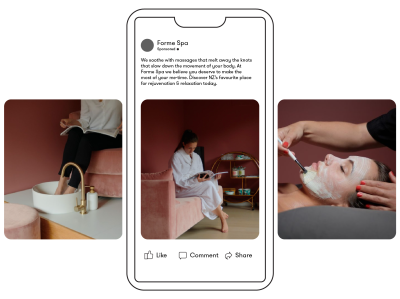 Forme Spa
Sponsored
We soothe with massages that melt away the knots
that slow down the movement of your body. At
Forme Spa we believe you deserve to make the
most of your me-time. Discover NZ's favourite place
for rejuvenation & relaxation today.
Like Comment Share